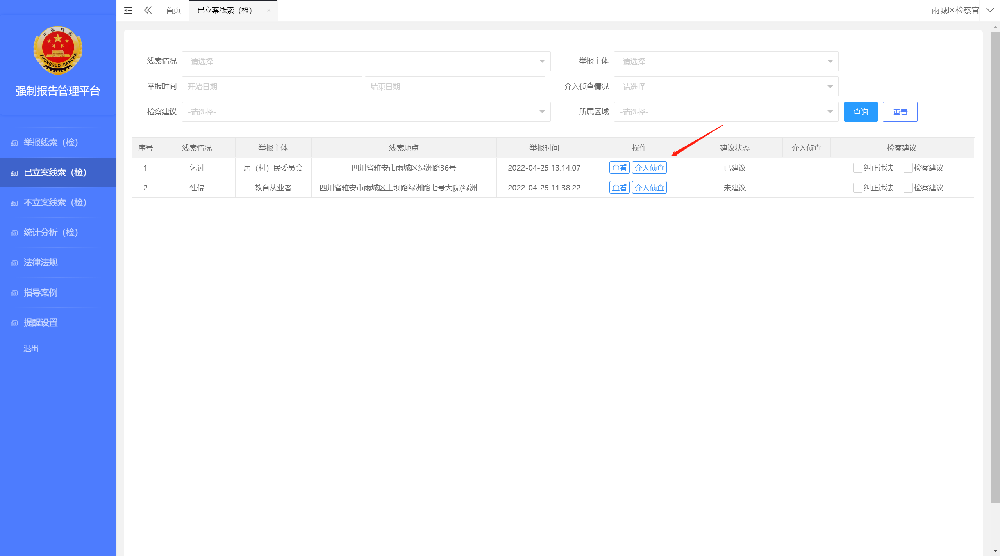 首页
已立案线索（检）
雨城区检察官
中国检察
ZHONGGUO JIANCHA
强制报告管理平台
举报线索（检）
已立案线索（检）
不立案线索（检）
统计分析（检）
法律法规
指导案例
提醒设置
退出
线索情况 -请选择- 举报主体 -请选择-
举报时间 开始日期 结束日期 介入侦查情况 -请选择-
检察建议 -请选择- 所属区域 -请选择- 查询 重置
序号 线索情况 举报主体 线索地点 举报时间 操作 建议状态 介入侦查 检察建议
1 乞讨 居（村）民委员会 四川省雅安市雨城区绿洲路36号 2022-04-25 13:14:07 查看 介入侦查 已建议 纠正违法 检察建议
2 性侵 教育从业者 四川省雅安市雨城区上坝路绿洲路七号大院(绿洲... 2022-04-25 11:38:22 查看 介入侦查 未建议 纠正违法 检察建议